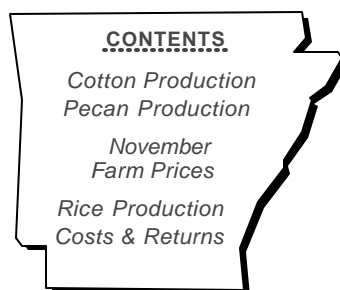 CONTENTS
Cotton Production
Pecan Production
November
Farm Prices
Rice Production
Costs & Returns